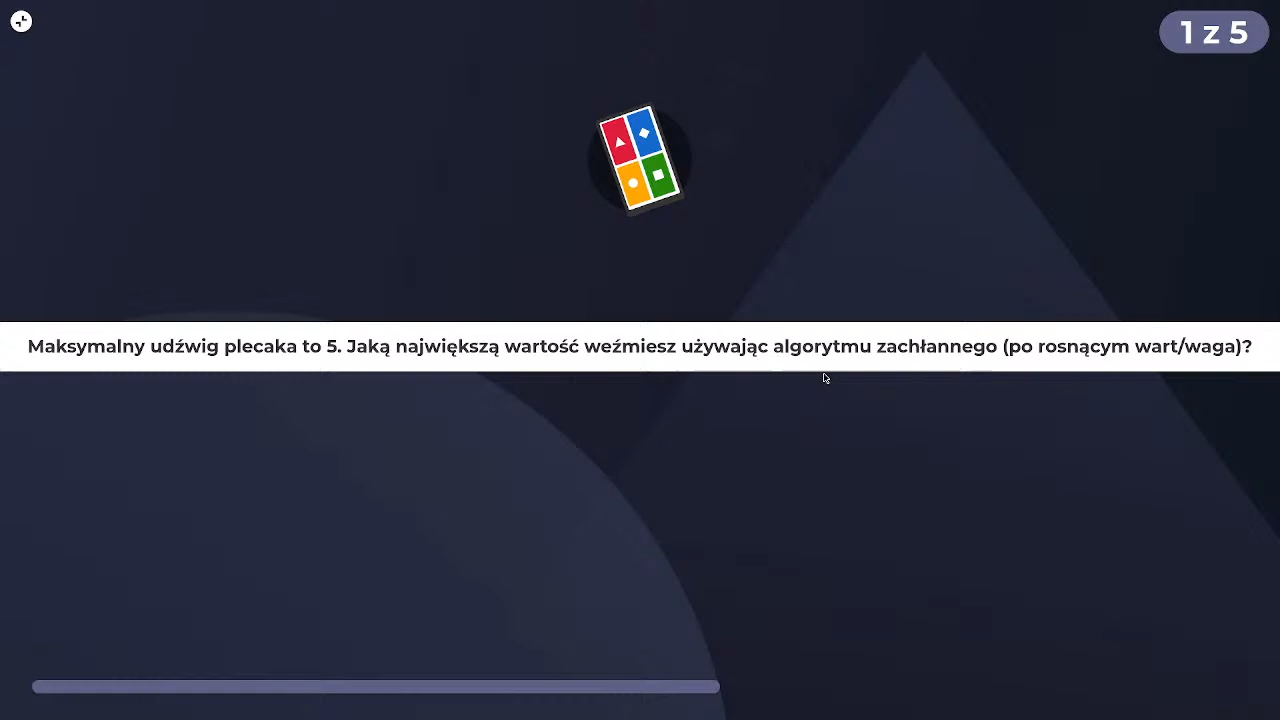 1 z 5
Maksymalny udźwig plecaka to 5. Jaką największą wartość weźmiesz używając algorytmu zachłannego (po rosnącym wart/waga)?